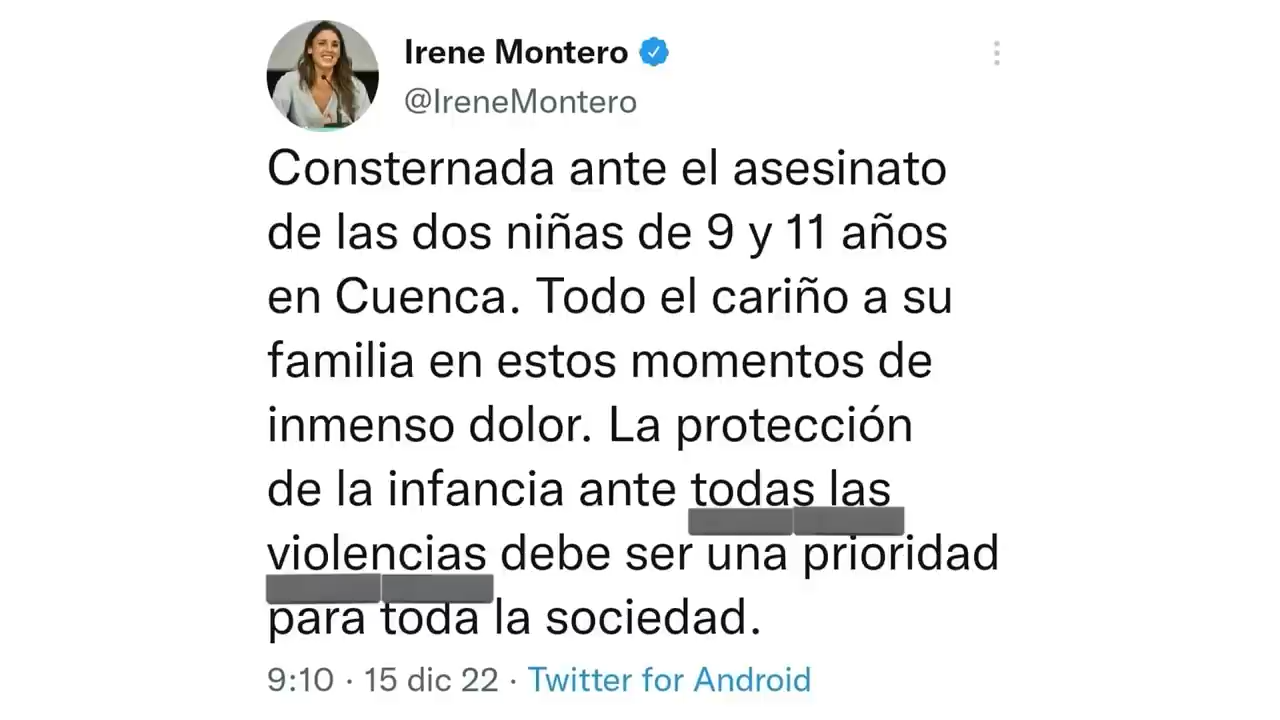 Irene Montero
@IreneMontero
Consternada ante el asesinato
de las dos niñas de 9 y 11 años
en Cuenca. Todo el cariño a su
familia en estos momentos de
inmenso dolor. La protección
de la infancia ante todas las
violencias debe ser una prioridad
para toda la sociedad.
9:10 · 15 dic 22 · Twitter for Android